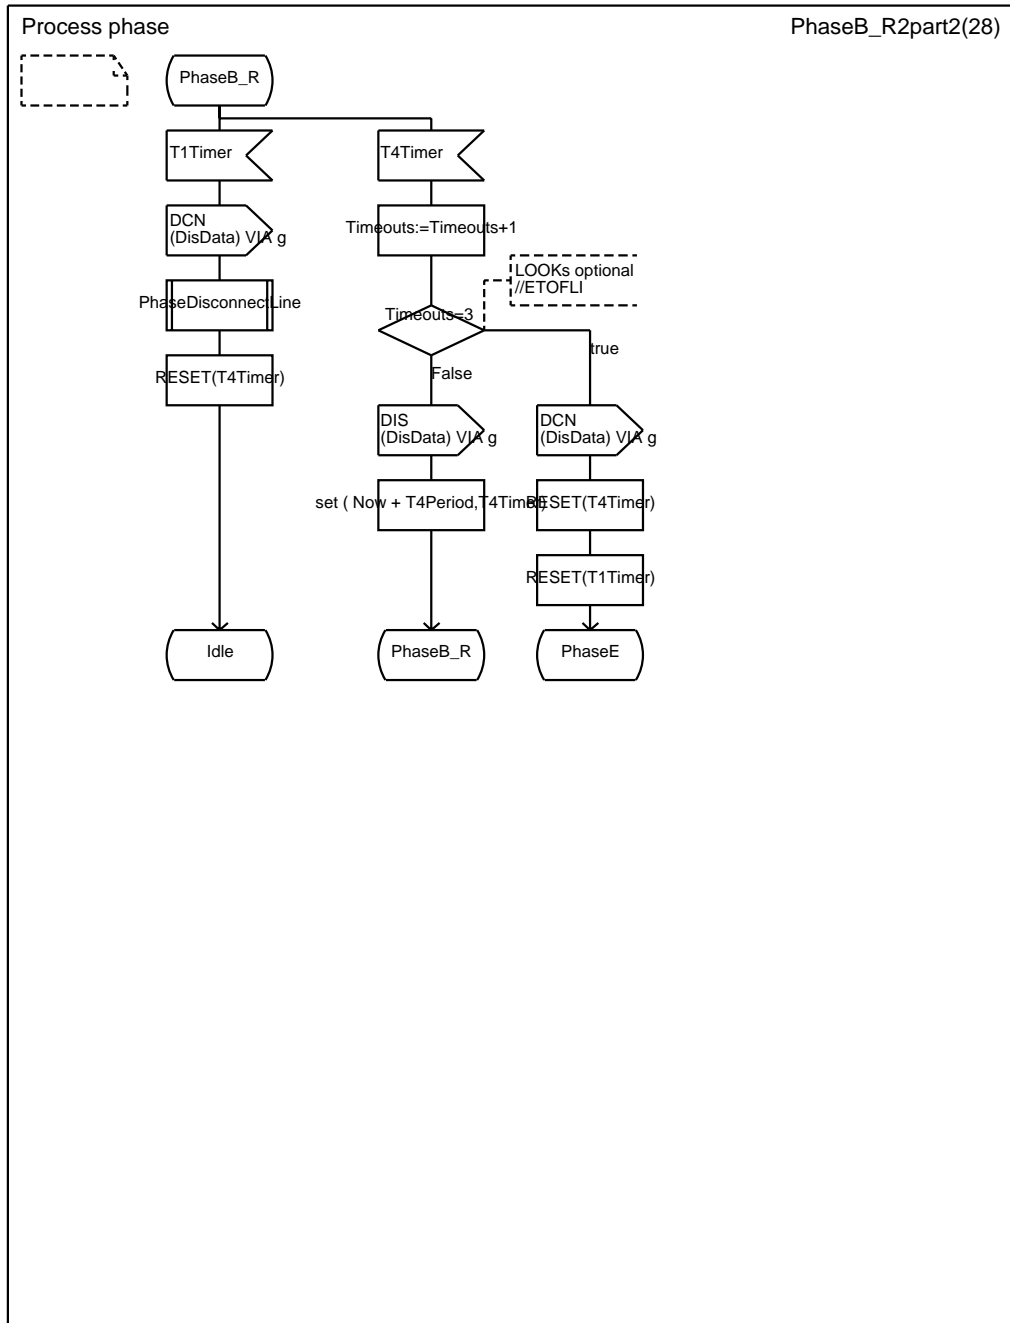 Process phase
PhaseB_R2part2(28)
PhaseB_R
T1Timer
DCN
(DisData) VIA g
PhaseDisconnectLine
RESET(T4Timer)
Idle
T4Timer
Timeouts:=Timeouts+1
LOOKs optional
//ETOFLI
Timeouts=3
False
DIS
(DisData) VIA g
set ( Now + T4Period,T4Timer)
PhaseB_R
true
DCN
(DisData) VIA g
RESET(T4Timer)
RESET(T1Timer)
PhaseE